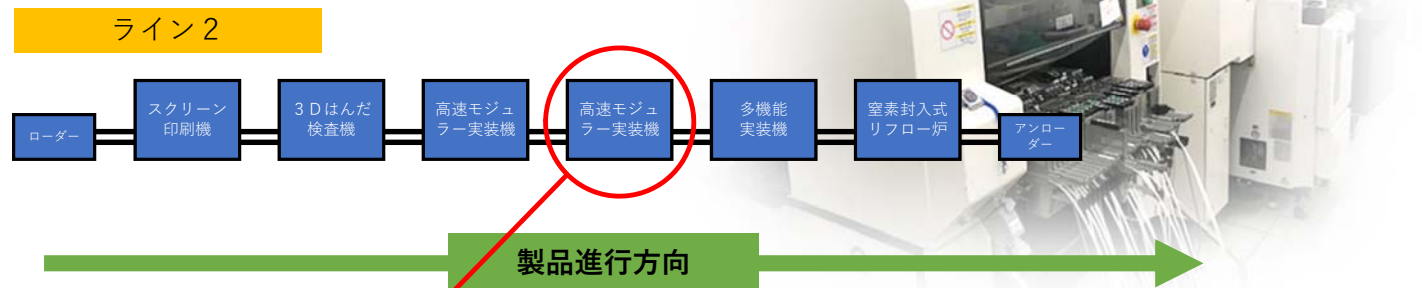 ライン２
ローダー
スクリーン
印刷機
３Ｄはんだ
検査機
高速モジュ
ラー実装機
高速モジュ
ラー実装機
多機能
実装機
窒素封入式
リフロー炉
アンロー
ダー
製品進行方向